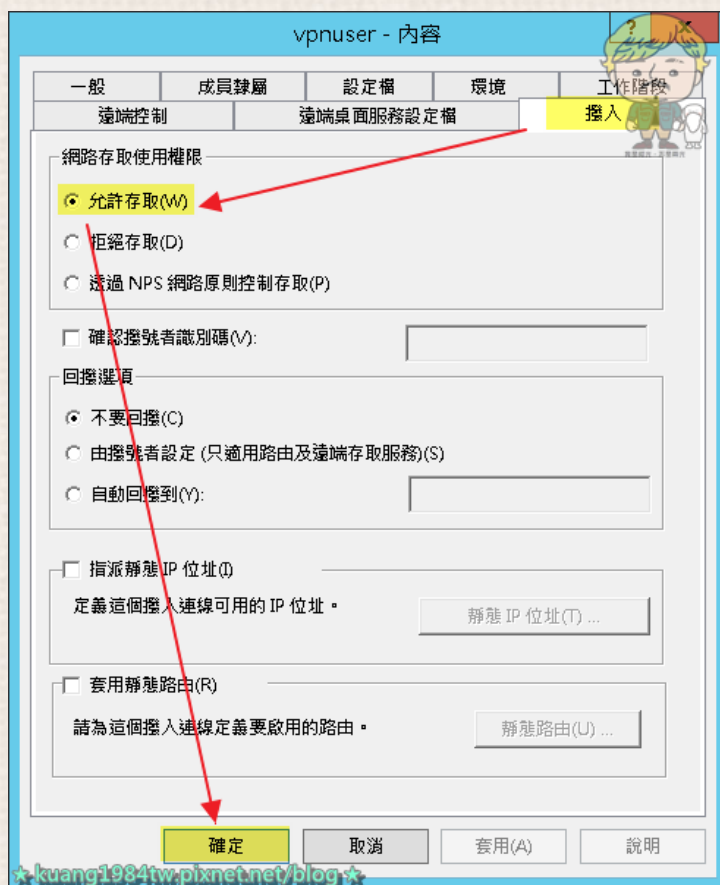 vpnuser - 內容
?
一般 成員隸屬 設定檔 環境 工作階段
遠端控制 遠端桌面服務設定檔 撥入
網路存取使用權限
允許存取(W)
拒絕存取(D)
透過 NPS 網路原則控制存取(P)
確認撥號者識別碼(V):
回撥選項
不要回撥(C)
由撥號者設定 (只適用路由及遠端存取服務)(S)
自動回撥到(Y):
指派靜態 IP 位址(I)
定義這個撥入連線可用的 IP 位址。
靜態 IP 位址(T) ...
套用靜態路由(R)
請為這個撥入連線定義要啟用的路由。
靜態路由(U) ...
確定 取消 套用(A) 說明
★ kuang1984tw.pixnet.net/blog ★